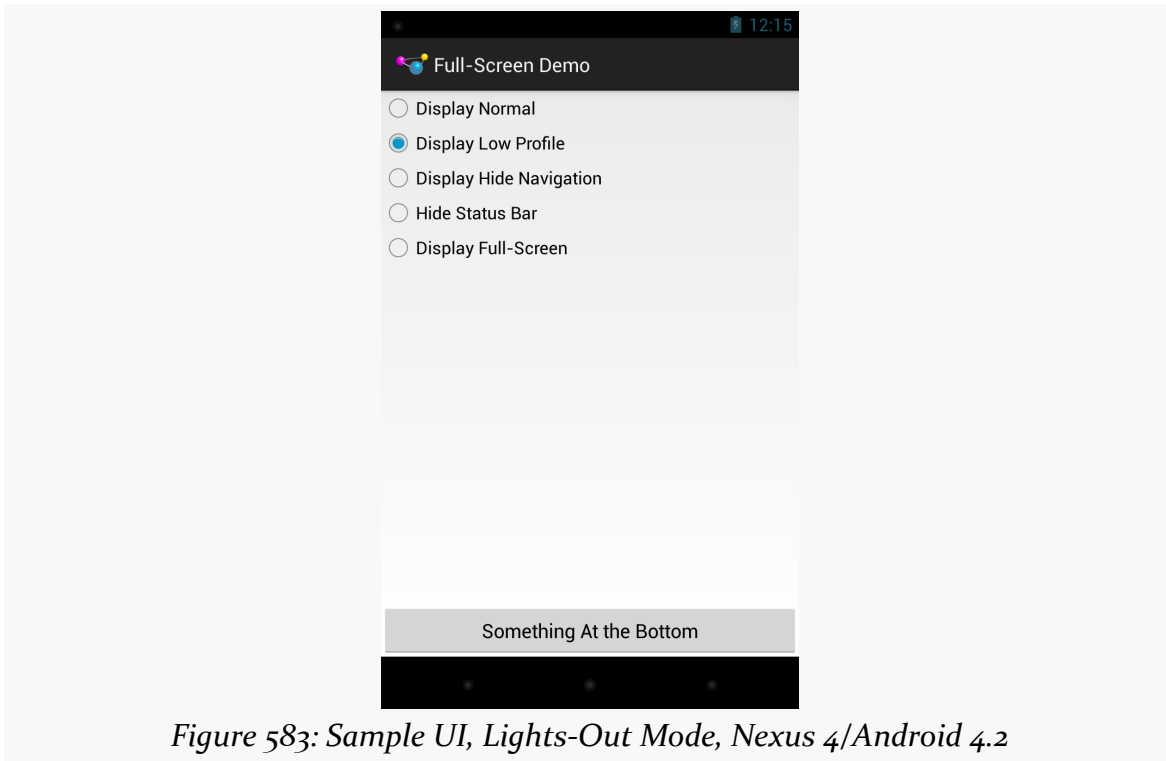 12:15
Full-Screen Demo
Display Normal
Display Low Profile
Display Hide Navigation
Hide Status Bar
Display Full-Screen
Something At the Bottom
Figure 583: Sample UI, Lights-Out Mode, Nexus 4/Android 4.2